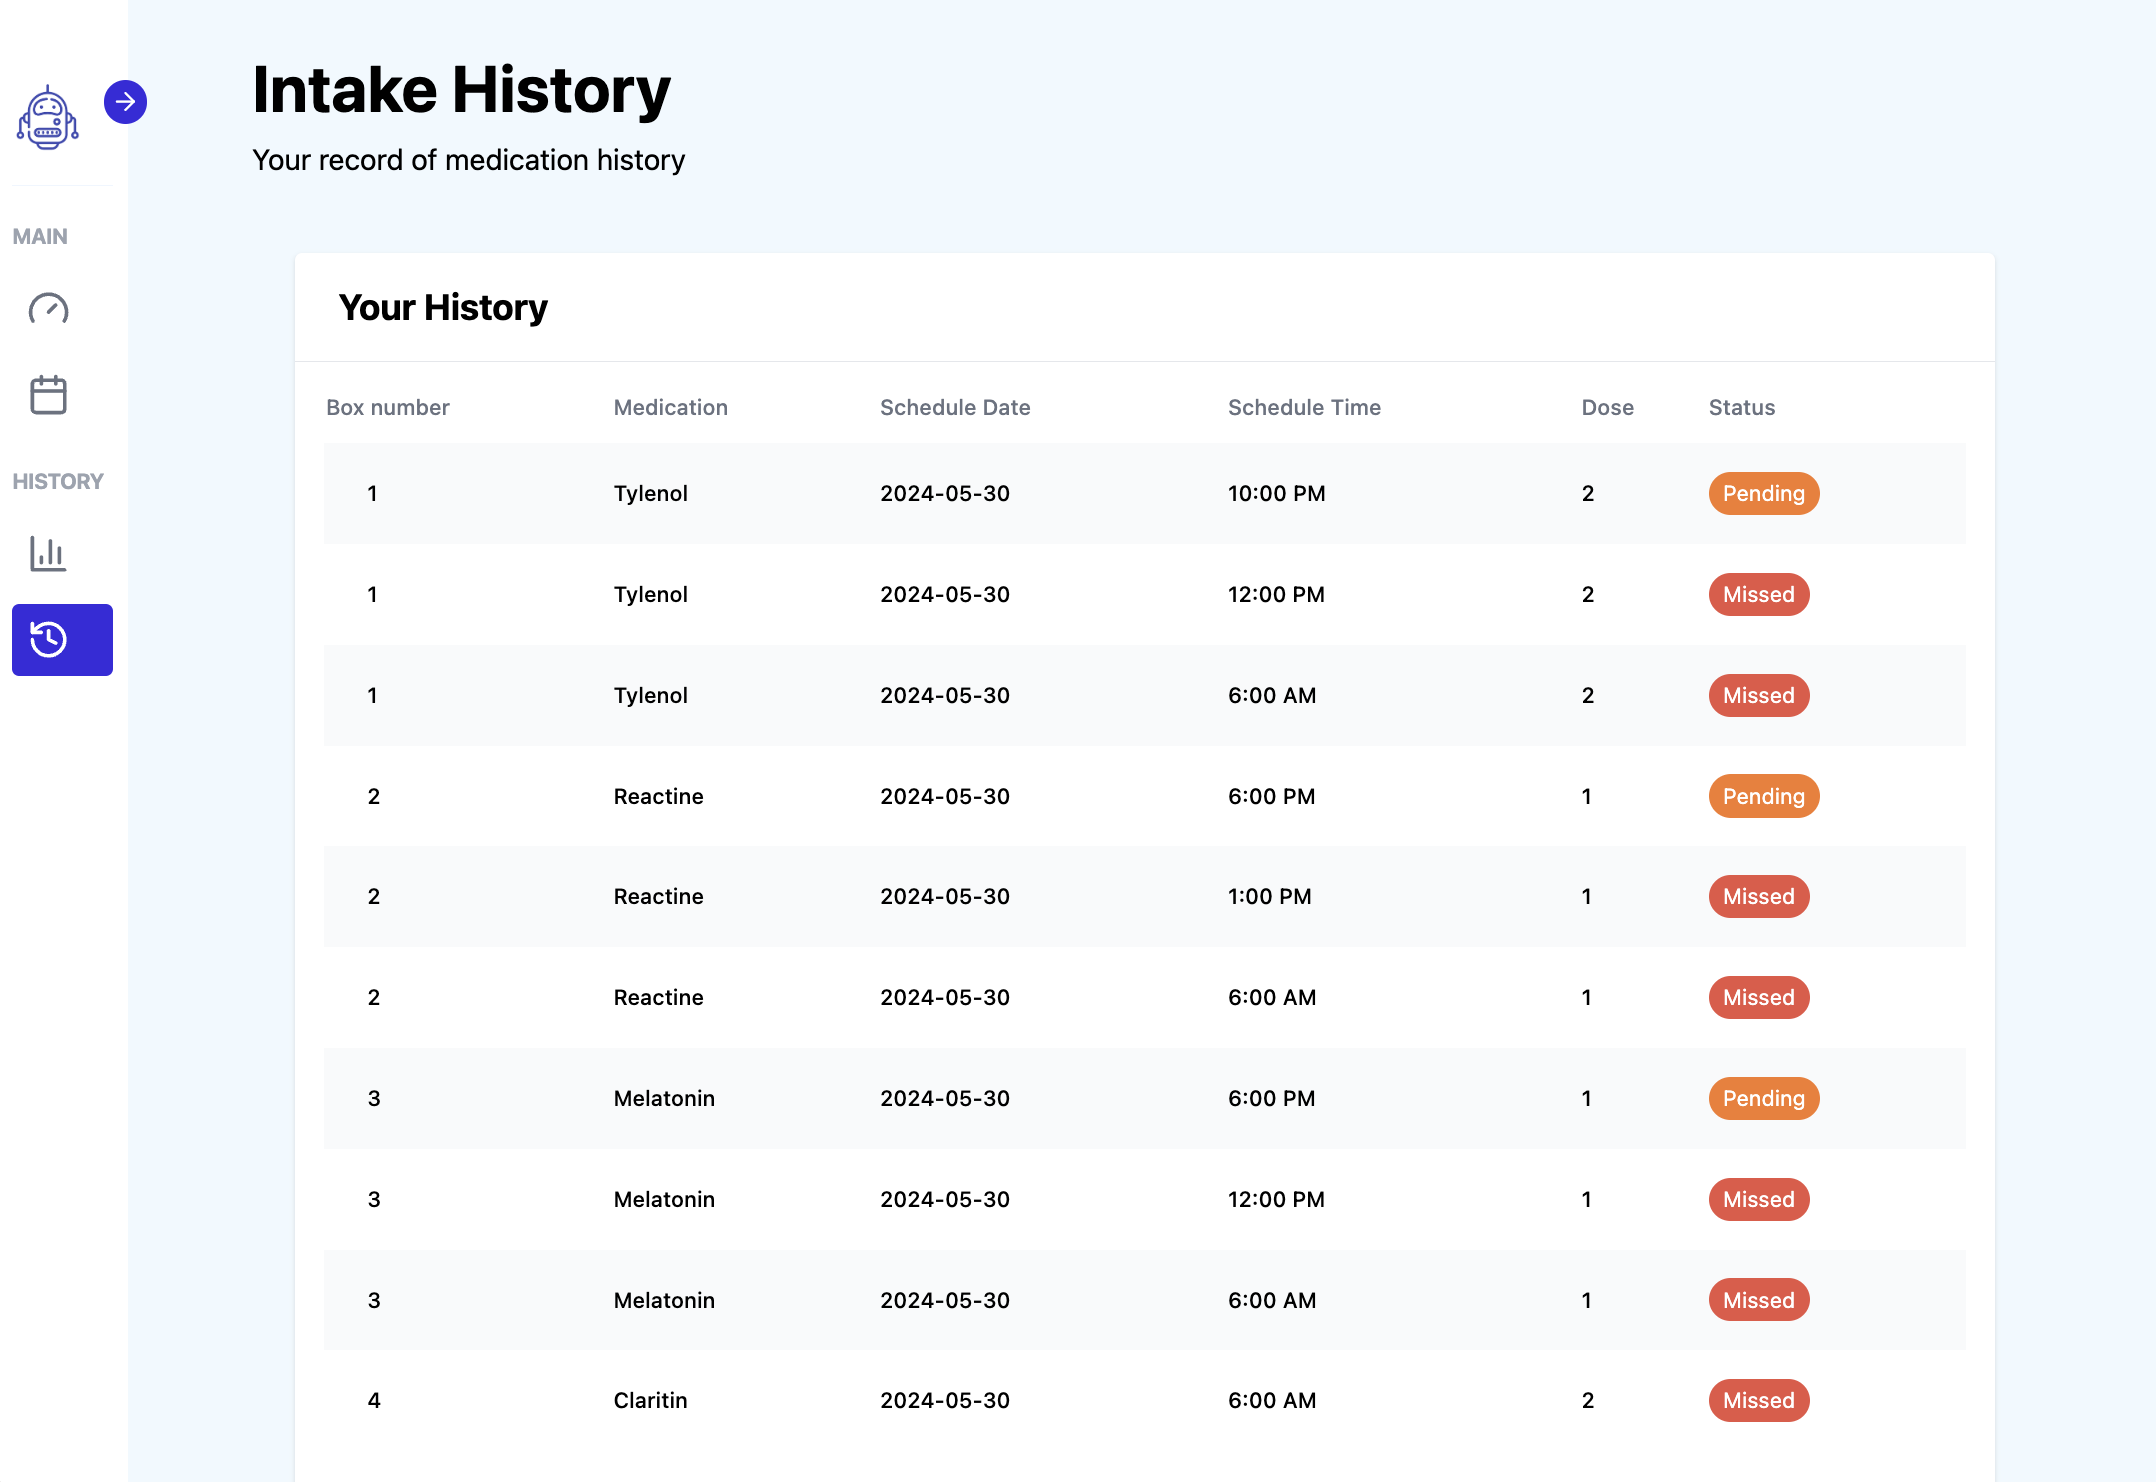 Intake History
Your record of medication history
MAIN
HISTORY
Your History
Box number Medication Schedule Date Schedule Time Dose Status
1 Tylenol 2024-05-30 10:00 PM 2 Pending
1 Tylenol 2024-05-30 12:00 PM 2 Missed
1 Tylenol 2024-05-30 6:00 AM 2 Missed
2 Reactine 2024-05-30 6:00 PM 1 Pending
2 Reactine 2024-05-30 1:00 PM 1 Missed
2 Reactine 2024-05-30 6:00 AM 1 Missed
3 Melatonin 2024-05-30 6:00 PM 1 Pending
3 Melatonin 2024-05-30 12:00 PM 1 Missed
3 Melatonin 2024-05-30 6:00 AM 1 Missed
4 Claritin 2024-05-30 6:00 AM 2 Missed